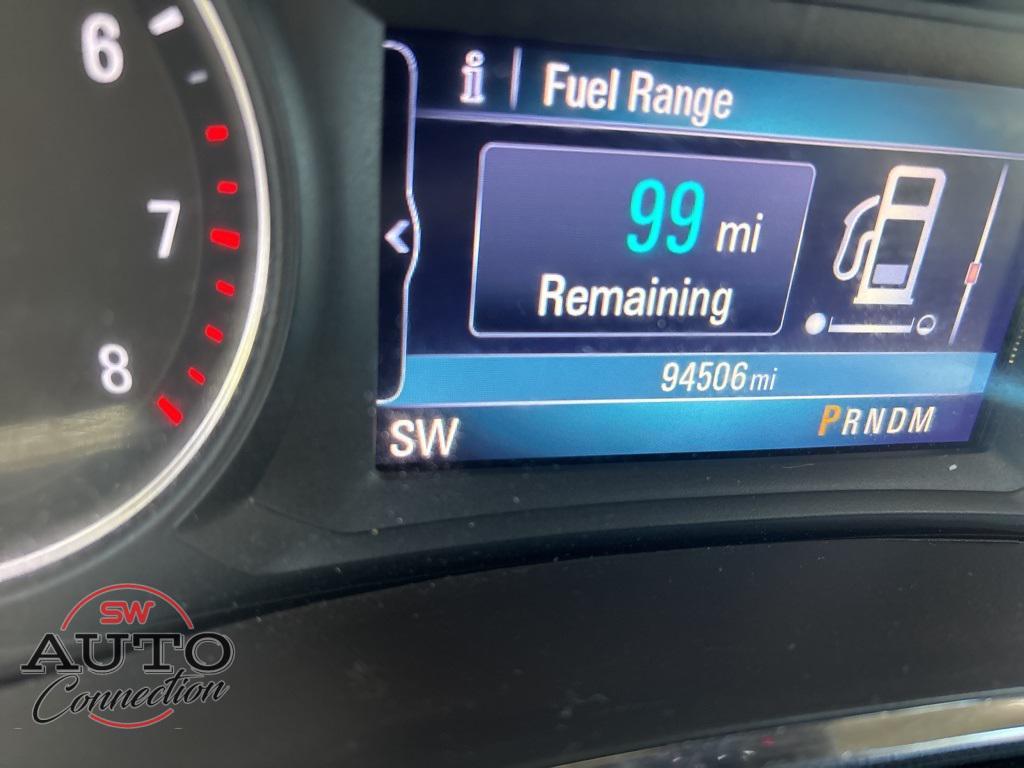 6
7
8
i Fuel Range
<
99 mi
Remaining
94506 mi
SW
PRNDM
SW
AUTO
Connection